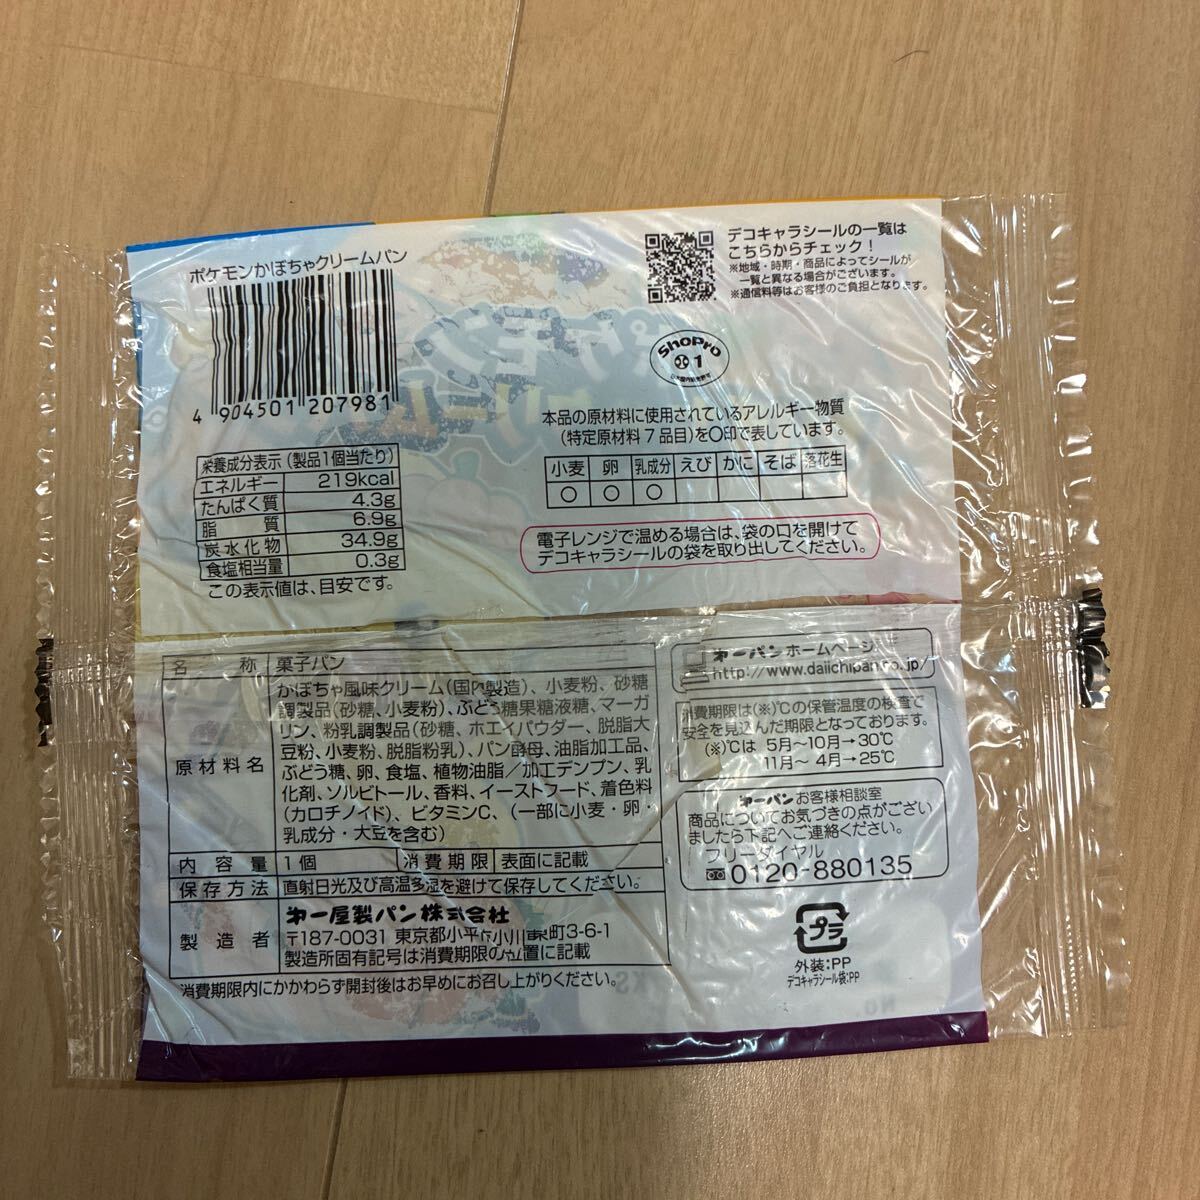 ポケモンかぼちゃクリームパン
4 904501 207981
デコキャラシールの一覧は
こちらからチェック！
※地域・時期・商品によってシールが
一覧と異なる場合がございます。
※通信料等はお客様のご負担となります。
ShoPro
1
本品の原材料に使用されているアレルギー物質
(特定原材料7品目)を〇印で表しています。
小麦 卵 乳成分 えび かに そば 落花生
〇 〇 〇
電子レンジで温める場合は、袋の口を開けて
デコキャラシールの袋を取り出してください。
栄養成分表示(製品1個当たり)
エネルギー 219kcal
たんぱく質 4.3g
脂質 6.9g
炭水化物 34.9g
食塩相当量 0.3g
この表示値は、目安です。
名称 菓子パン
原材料名 かぼちゃ風味クリーム(国内製造)、小麦粉、砂糖
調製品(砂糖、小麦粉)、ぶどう糖果糖液糖、マーガ
リン、粉乳調製品(砂糖、ホエイパウダー、脱脂大
豆粉、小麦粉、脱脂粉乳)、パン酵母、油脂加工品、
ぶどう糖、卵、食塩、植物油脂／加工デンプン、乳
化剤、ソルビトール、香料、イーストフード、着色料
(カロチノイド)、ビタミンC、(一部に小麦・卵・
乳成分・大豆を含む)
内容量 1個 消費期限 表面に記載
保存方法 直射日光及び高温多湿を避けて保存してください。
製造者 第一屋製パン株式会社
〒187-0031 東京都小平市小川東町3-6-1
製造所固有記号は消費期限の位置に記載
消費期限内にかかわらず開封後はお早めにお召し上がりください。
第一パンホームページ
http://www.daiichipan.co.jp/
消費期限は(※)℃の保管温度の検査で
安全を見込んだ期限となっております。
(※)℃は 5月～10月→30℃
11月～ 4月→25℃
第一パンお客様相談室
商品についてお気づきの点がござい
ましたら下記へご連絡ください。
フリーダイヤル
0120-880135
プラ
外装:PP
デコキャラシール袋:PP